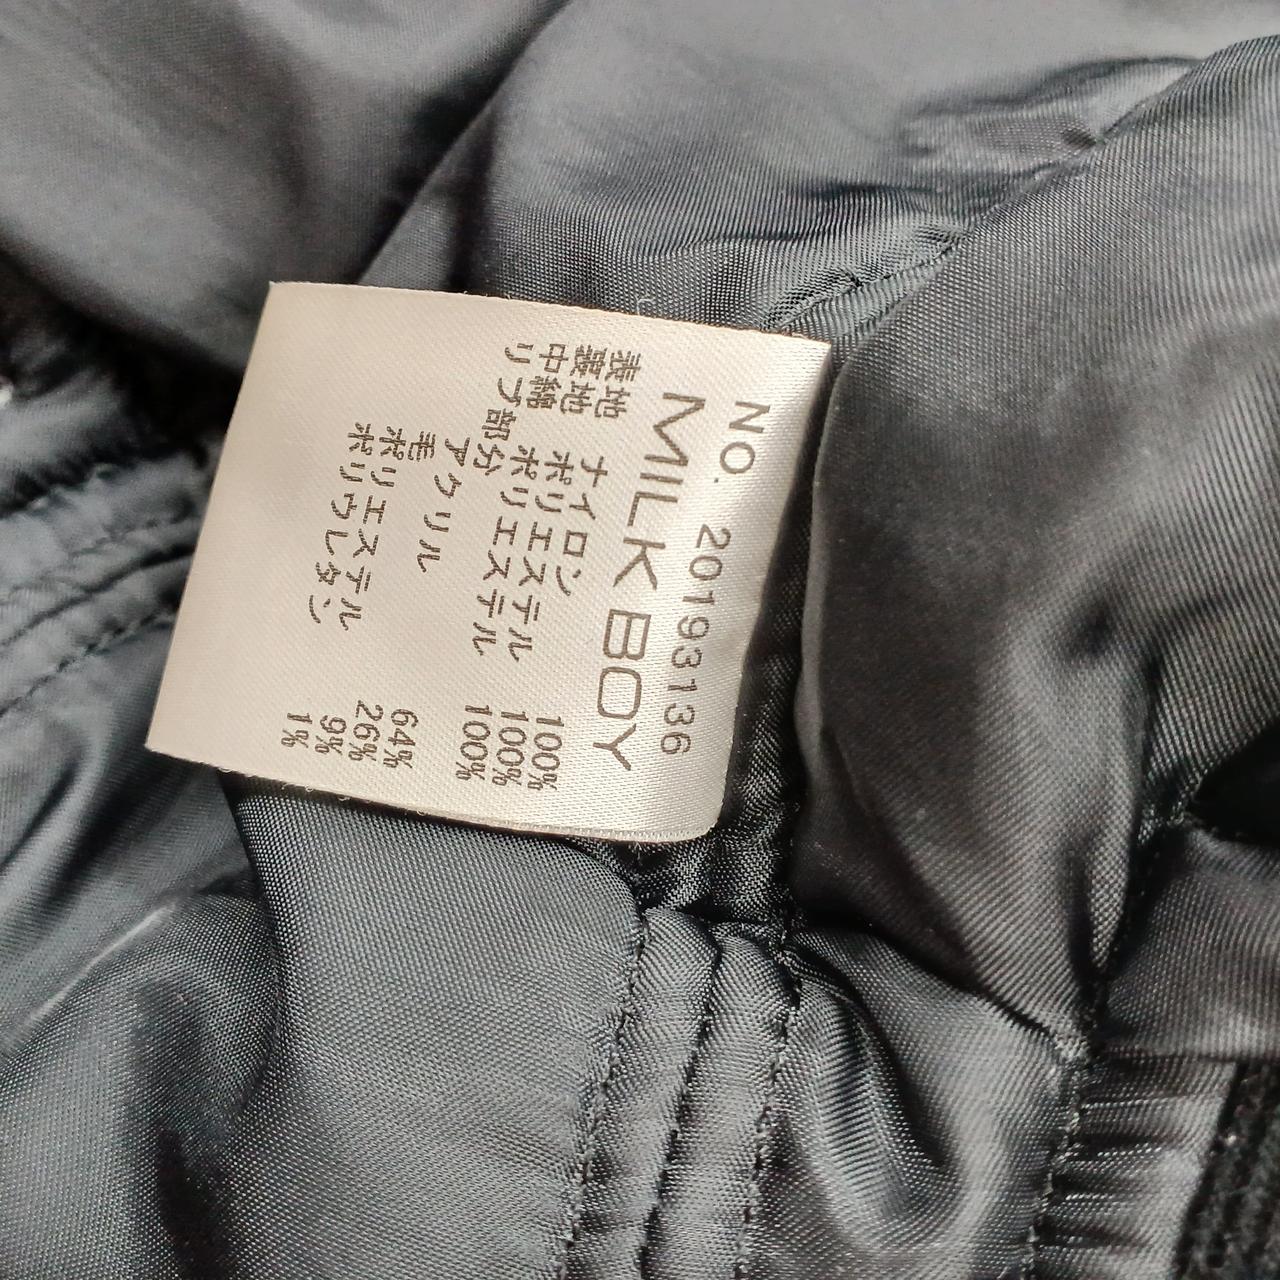 NO. 20193136
MILK BOY
表地 ナイロン 100%
裏地 ポリエステル 100%
中綿 ポリエステル 100%
リブ部分
アクリル 64%
毛 26%
ポリエステル 9%
ポリウレタン 1%